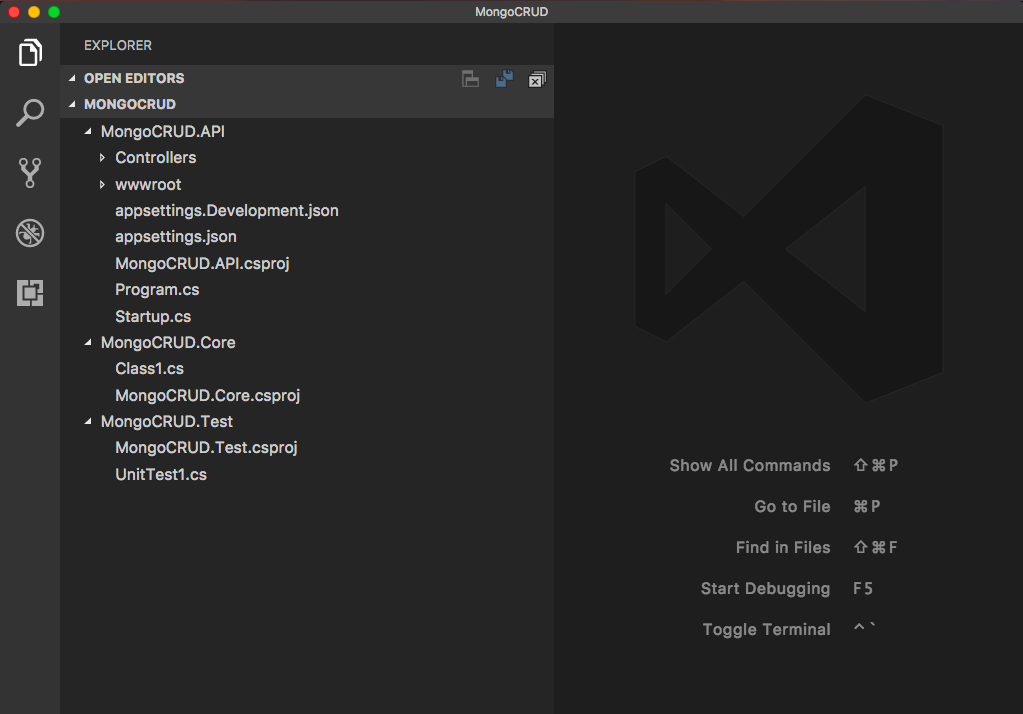 MongoCRUD
EXPLORER
OPEN EDITORS
MONGOCRUD
MongoCRUD.API
Controllers
wwwroot
appsettings.Development.json
appsettings.json
MongoCRUD.API.csproj
Program.cs
Startup.cs
MongoCRUD.Core
Class1.cs
MongoCRUD.Core.csproj
MongoCRUD.Test
MongoCRUD.Test.csproj
UnitTest1.cs
Show All Commands ⇧⌘P
Go to File ⌘P
Find in Files ⇧⌘F
Start Debugging F5
Toggle Terminal ^`